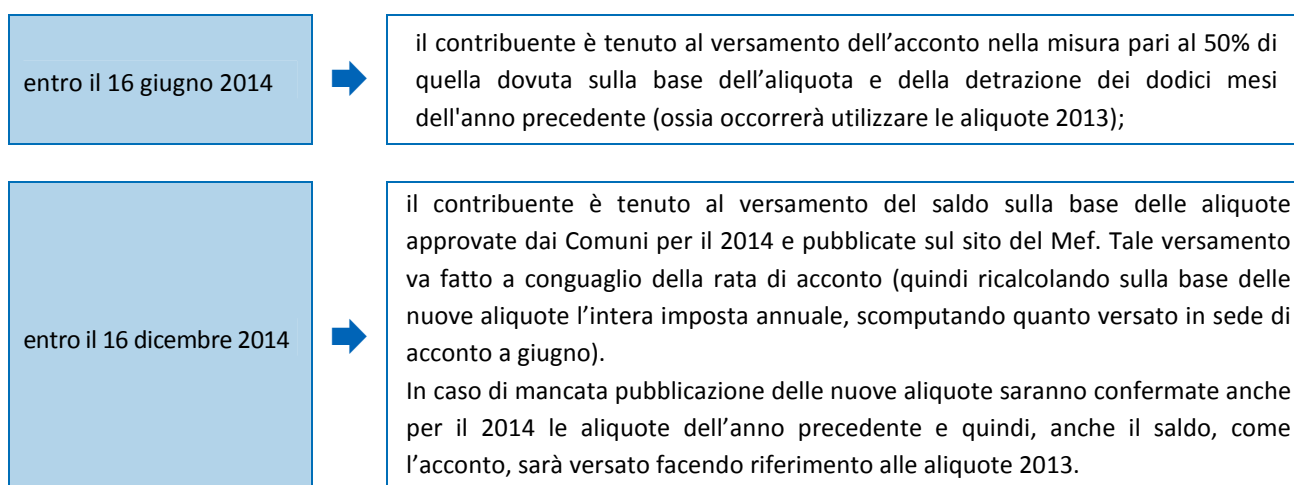 entro il 16 giugno 2014
il contribuente è tenuto al versamento dell’acconto nella misura pari al 50% di
quella dovuta sulla base dell’aliquota e della detrazione dei dodici mesi
dell'anno precedente (ossia occorrerà utilizzare le aliquote 2013);
entro il 16 dicembre 2014
il contribuente è tenuto al versamento del saldo sulla base delle aliquote
approvate dai Comuni per il 2014 e pubblicate sul sito del Mef. Tale versamento
va fatto a conguaglio della rata di acconto (quindi ricalcolando sulla base delle
nuove aliquote l’intera imposta annuale, scomputando quanto versato in sede di
acconto a giugno).
In caso di mancata pubblicazione delle nuove aliquote saranno confermate anche
per il 2014 le aliquote dell’anno precedente e quindi, anche il saldo, come
l’acconto, sarà versato facendo riferimento alle aliquote 2013.